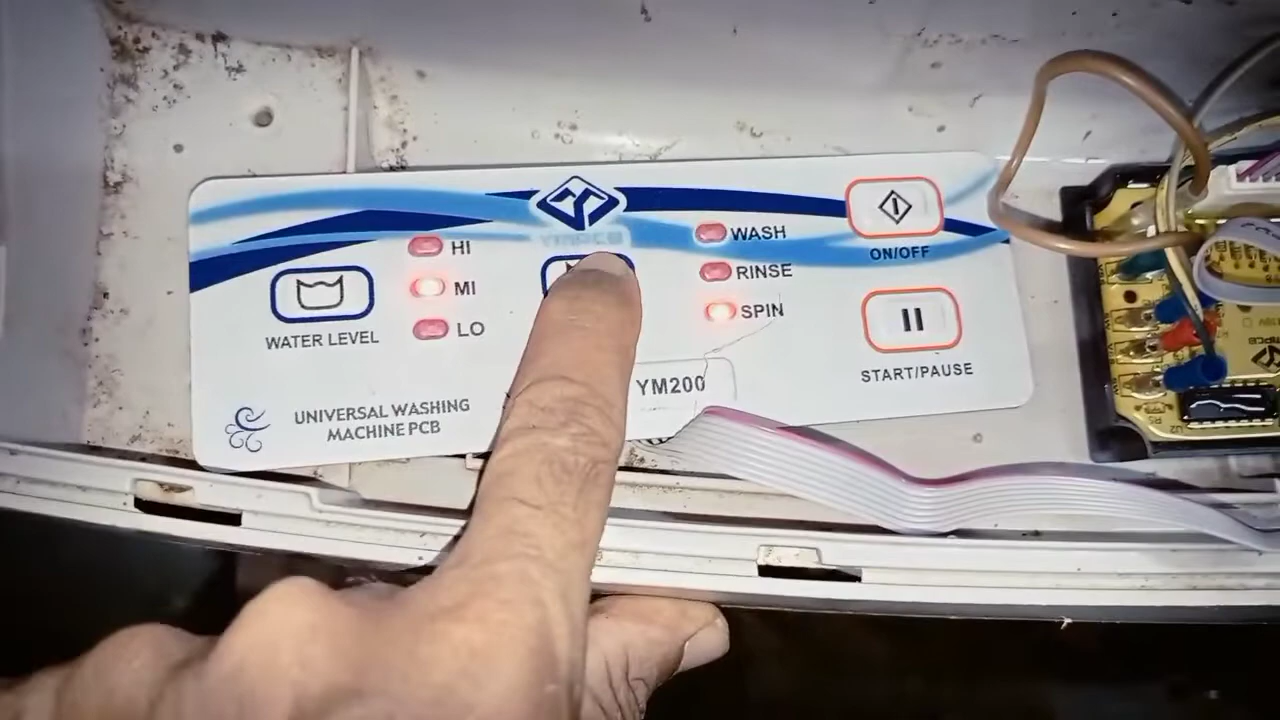 HI
MI
LO
WATER LEVEL
UNIVERSAL WASHING
MACHINE PCB
YM200
WASH
RINSE
SPIN
ON/OFF
START/PAUSE